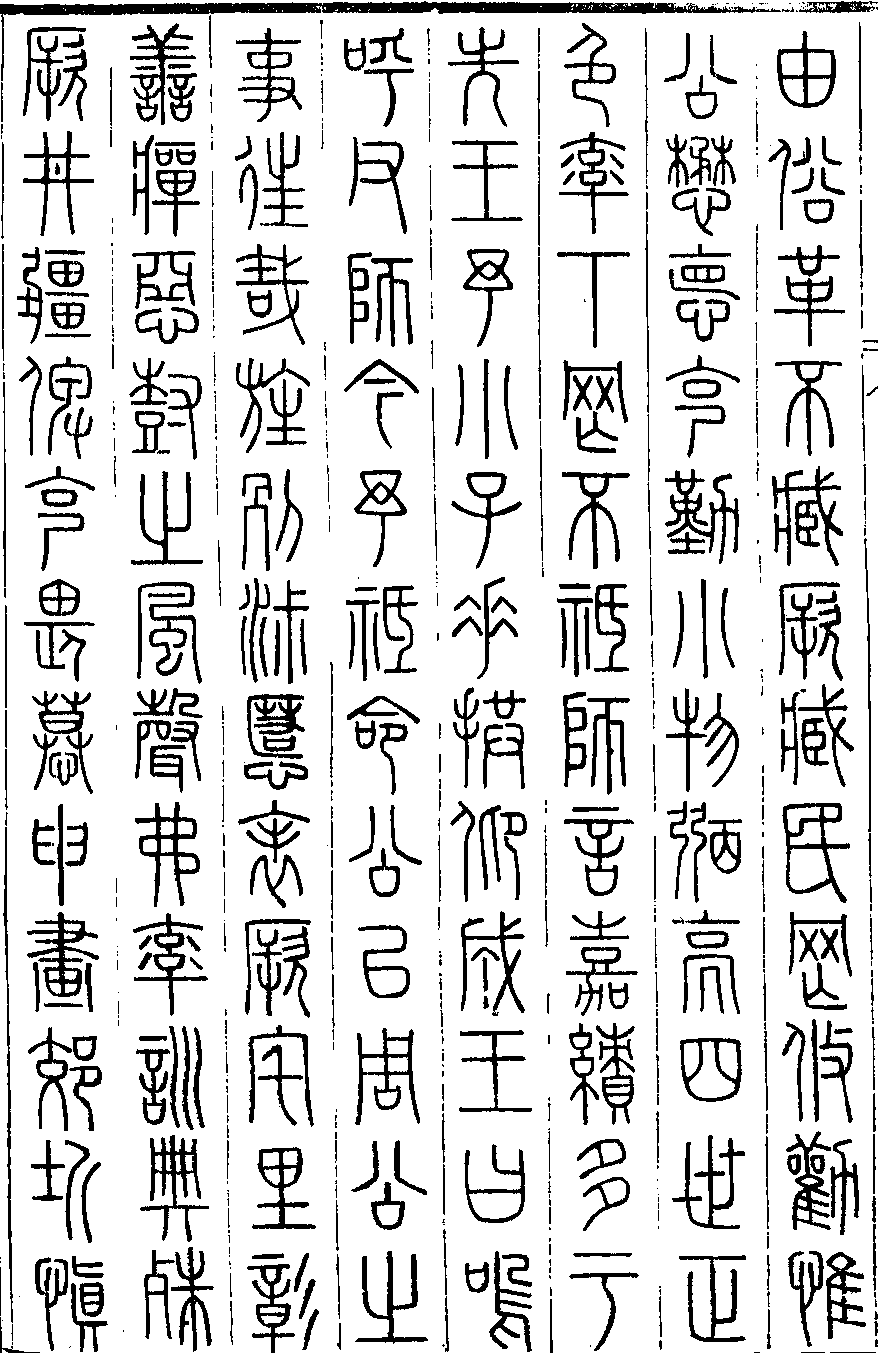 由俗革不臧厥臧民罔攸勸惟
公懋德克勤小物弼亮四世正
色率下罔不祗師言嘉績多于
先王予小子垂拱仰成王曰嗚
呼父師今予祗命公以周公之
事往哉旌別淑慝表厥宅里彰
善癉惡樹之風聲弗率訓典殊
厥井疆俾克畏慕申畫郊圻慎